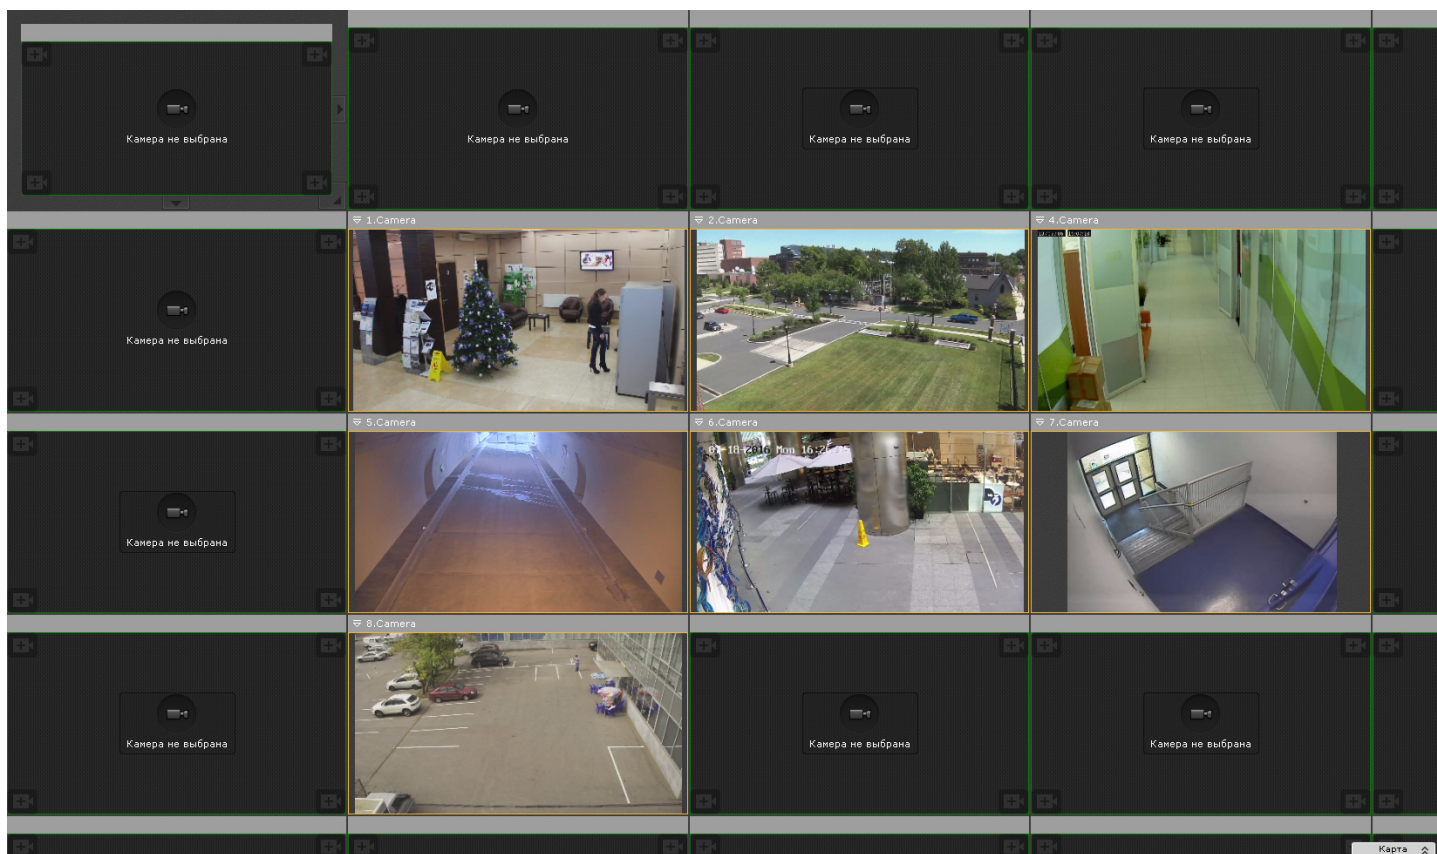 Камера не выбрана
Камера не выбрана
Камера не выбрана
Камера не выбрана
1.Camera
2.Camera
4.Camera
Камера не выбрана
5.Camera
6.Camera
7.Camera
Камера не выбрана
8.Camera
Камера не выбрана
Камера не выбрана
Камера не выбрана
Карта